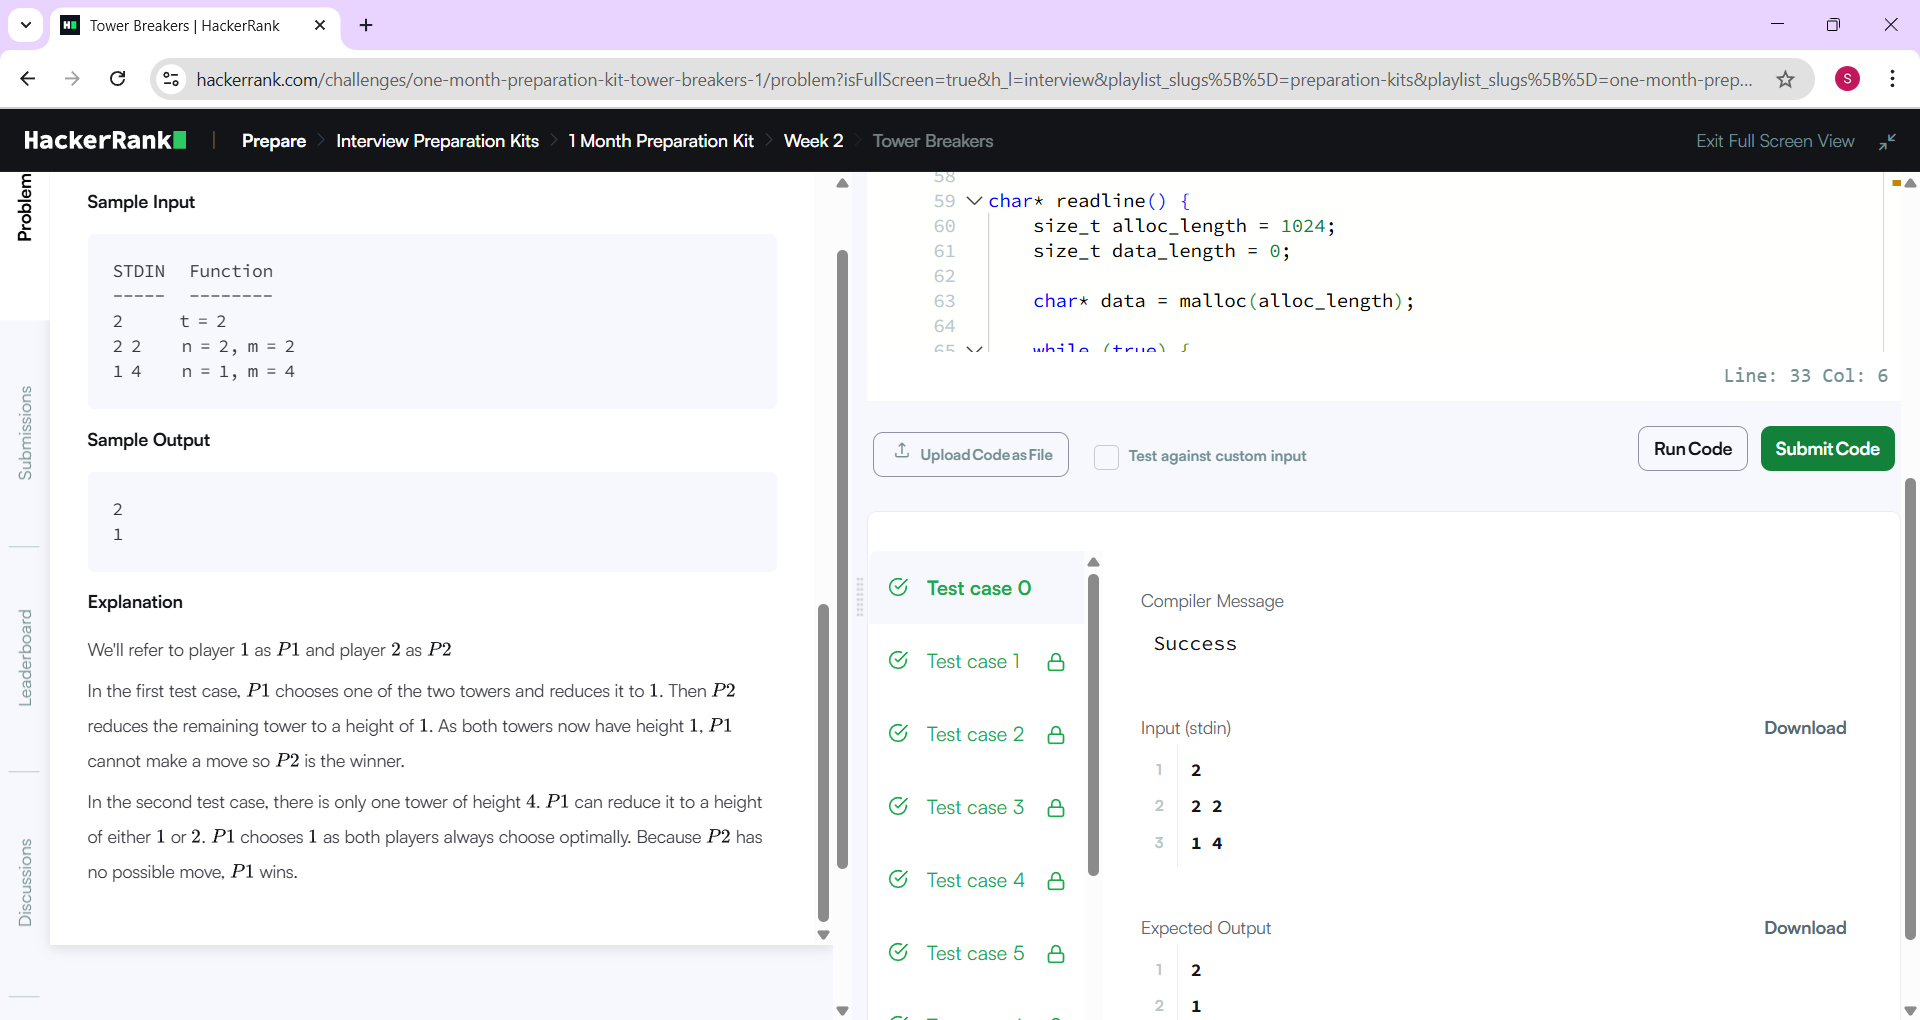 Tower Breakers | HackerRank
hackerrank.com/challenges/one-month-preparation-kit-tower-breakers-1/problem?isFullScreen=true&h_l=interview&playlist_slugs%5B%5D=preparation-kits&playlist_slugs%5B%5D=one-month-prep...
S
HackerRank
Prepare
Interview Preparation Kits
1 Month Preparation Kit
Week 2
Tower Breakers
Exit Full Screen View
Problem
Submissions
Leaderboard
Discussions
Sample Input
STDIN Function
----- --------
2 t = 2
2 2 n = 2, m = 2
1 4 n = 1, m = 4
Sample Output
2
1
Explanation
We'll refer to player 1 as P1 and player 2 as P2
In the first test case, P1 chooses one of the two towers and reduces it to 1. Then P2
reduces the remaining tower to a height of 1. As both towers now have height 1, P1
cannot make a move so P2 is the winner.
In the second test case, there is only one tower of height 4. P1 can reduce it to a height
of either 1 or 2. P1 chooses 1 as both players always choose optimally. Because P2 has
no possible move, P1 wins.
58
59 char* readline() {
60 size_t alloc_length = 1024;
61 size_t data_length = 0;
62
63 char* data = malloc(alloc_length);
64
65 while (true) {
Line: 33 Col: 6
Upload Code as File
Test against custom input
Run Code
Submit Code
Test case 0
Test case 1
Test case 2
Test case 3
Test case 4
Test case 5
Compiler Message
Success
Input (stdin)
Download
1 2
2 2 2
3 1 4
Expected Output
Download
1 2
2 1